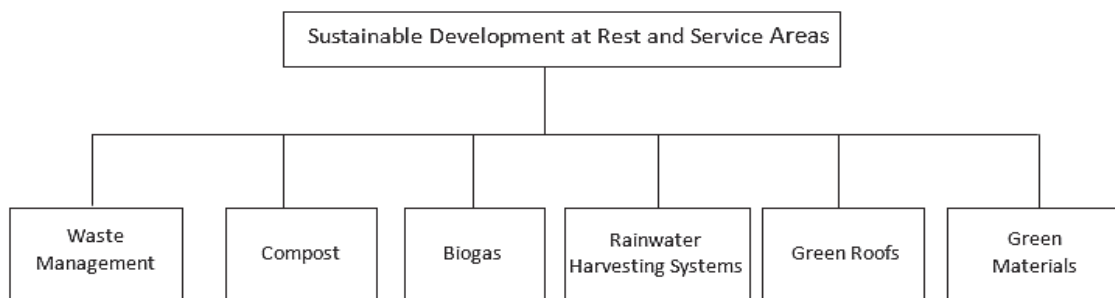 Sustainable Development at Rest and Service Areas
Waste
Management
Compost
Biogas
Rainwater
Harvesting Systems
Green Roofs
Green
Materials